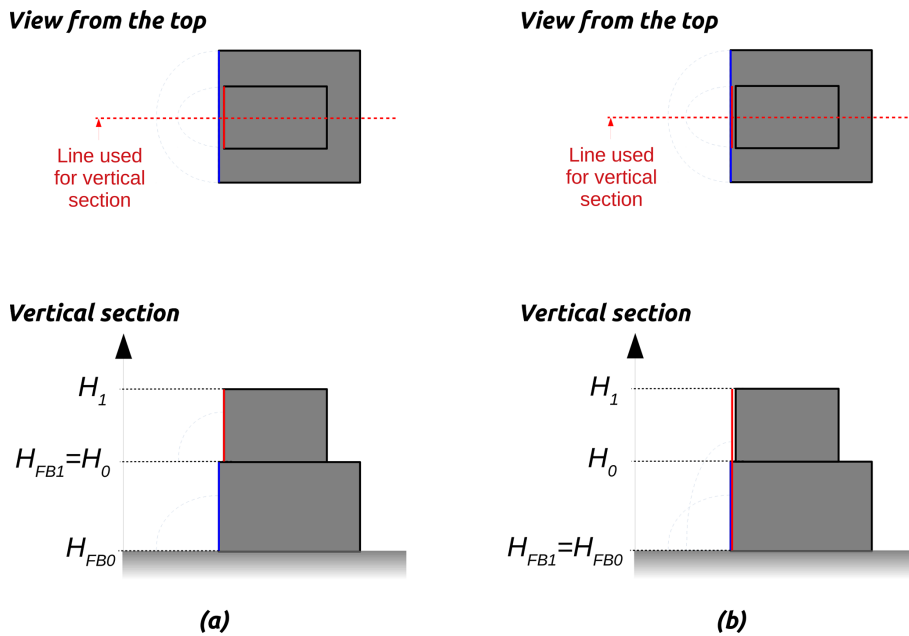 View from the top
Line used
for vertical
section
Vertical section
H1
HFB1=H0
HFB0
(a)
View from the top
Line used
for vertical
section
Vertical section
H1
H0
HFB1=HFB0
(b)